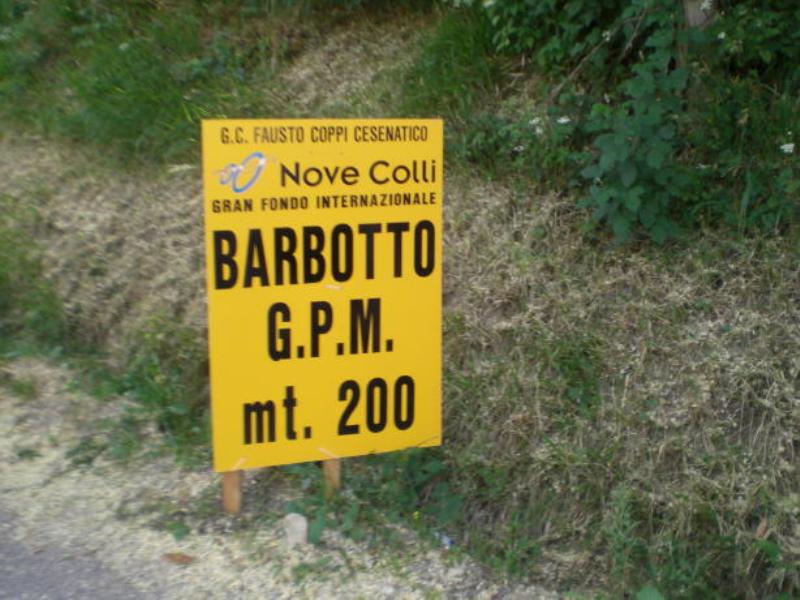 G.C. FAUSTO COPPI CESENATICO
Nove Colli
GRAN FONDO INTERNAZIONALE
BARBOTTO
G.P.M.
mt. 200